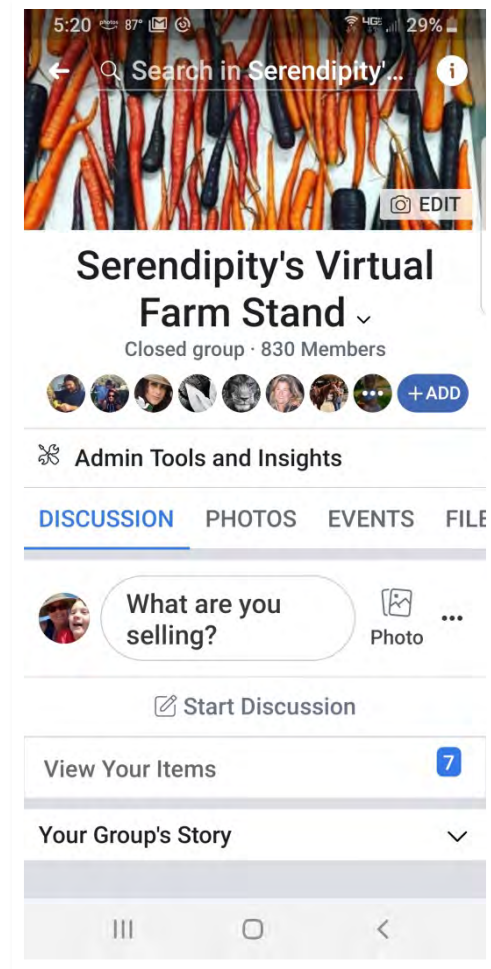 5:20 photos 87° 4GE 29%
Search in Serendipity'...
EDIT
Serendipity's Virtual
Farm Stand
Closed group · 830 Members
+ADD
Admin Tools and Insights
DISCUSSION PHOTOS EVENTS FILE
What are you
selling?
Photo
Start Discussion
View Your Items 7
Your Group's Story